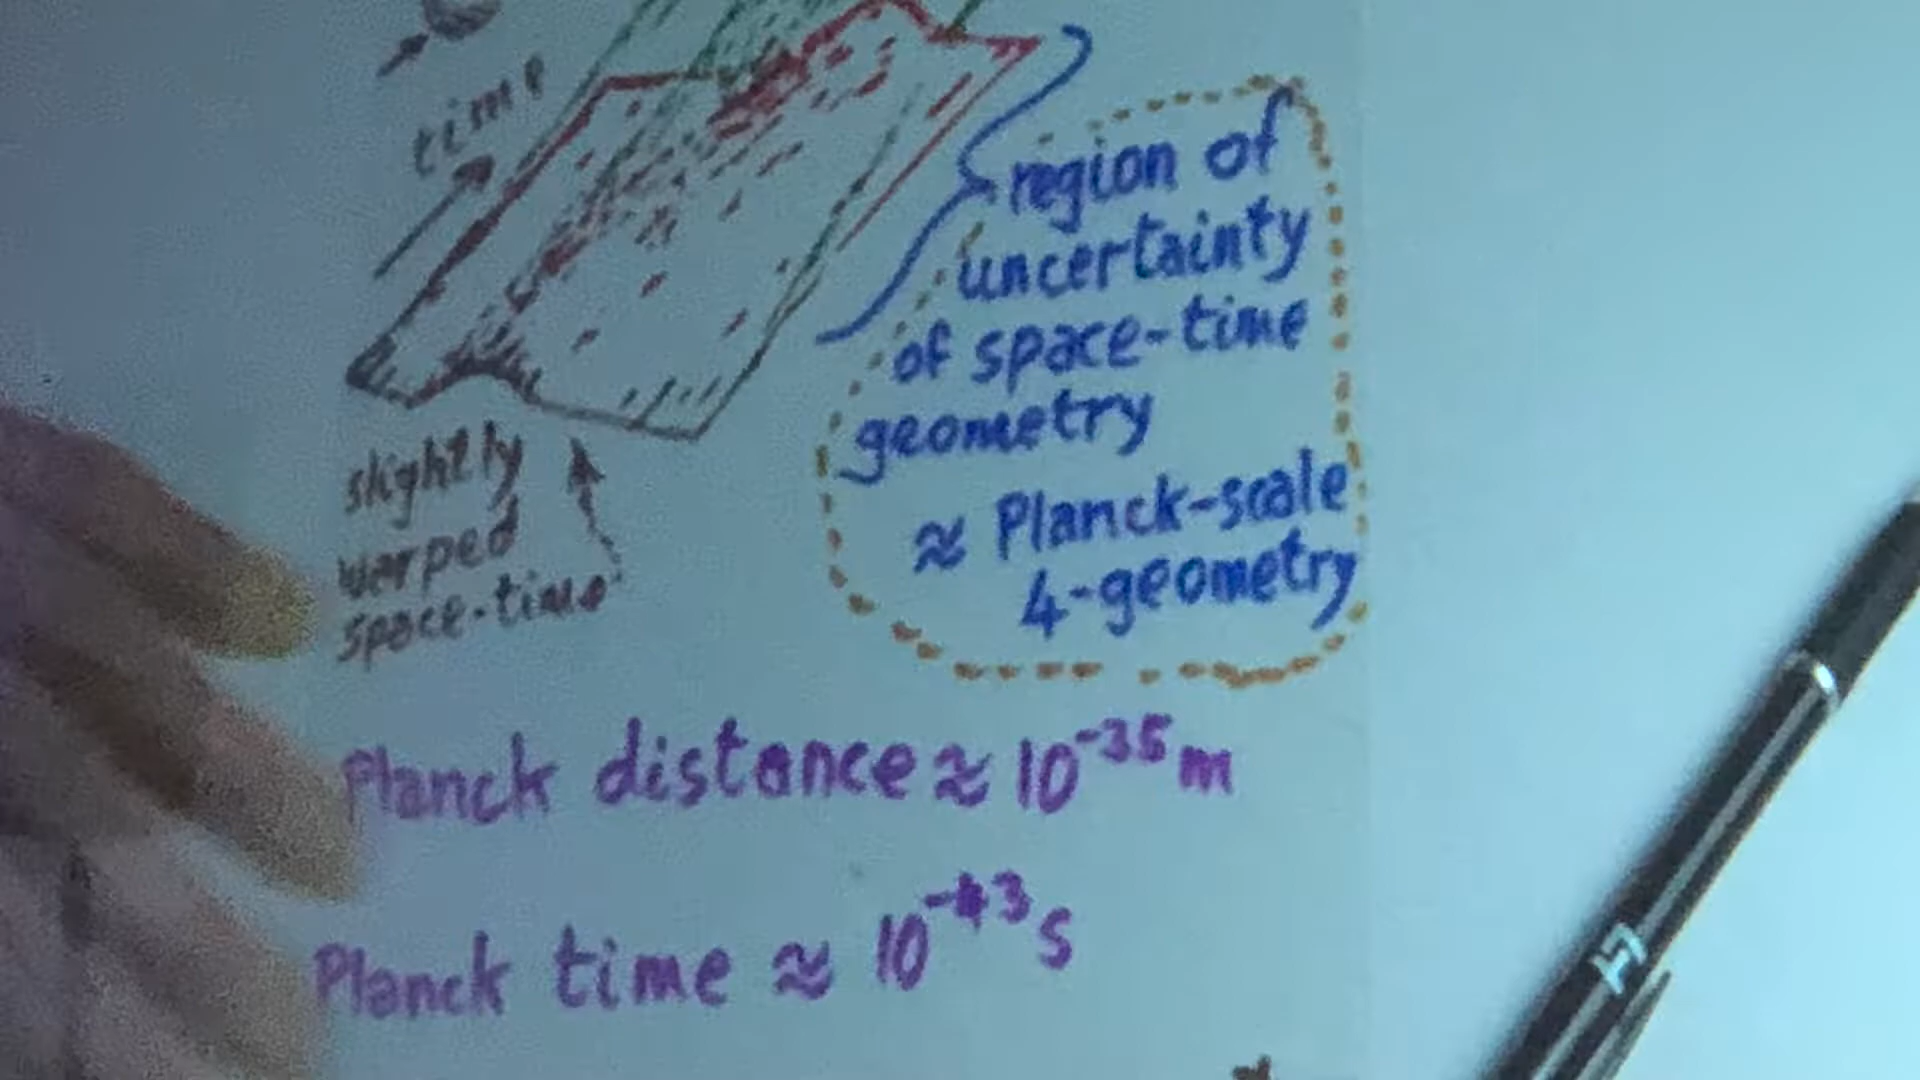 time
region of
uncertainty
of space-time
geometry
≈ Planck-scale
4-geometry
slightly
warped
space-time
Planck distance ≈ 10⁻³⁵ m
Planck time ≈ 10⁻⁴³ s